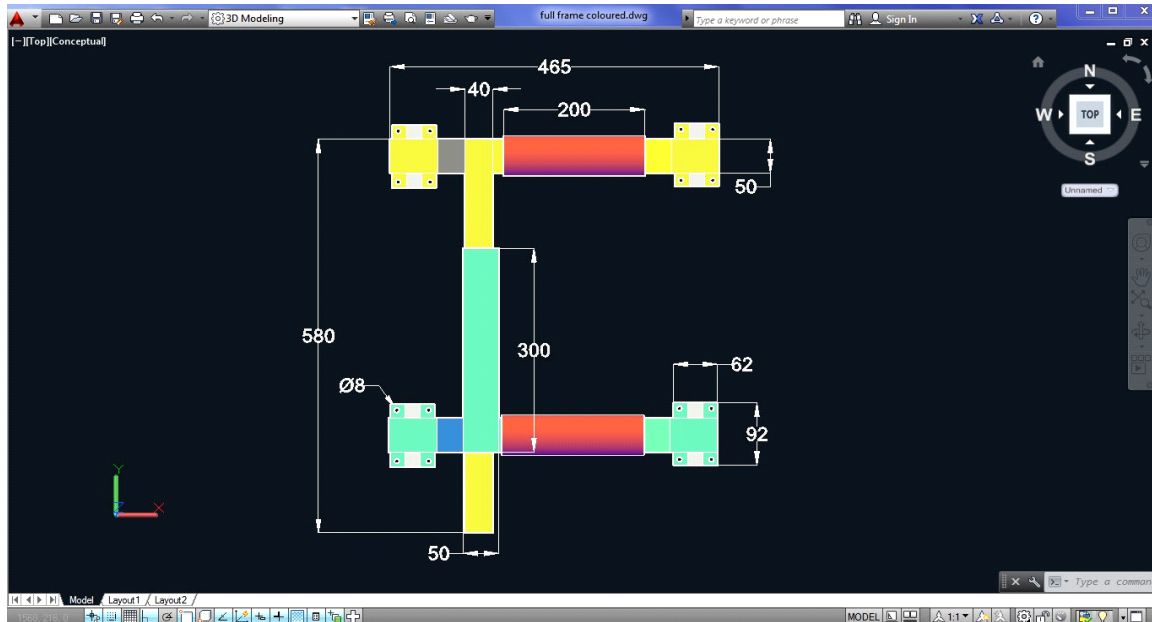 3D Modeling
full frame coloured.dwg
Type a keyword or phrase
Sign In
[−][Top][Conceptual]
465
40
200
N
W
TOP
E
S
50
Unnamed
580
300
62
Ø8
92
50
Y
X
Type a comman
Model
Layout1
Layout2
MODEL
1:1